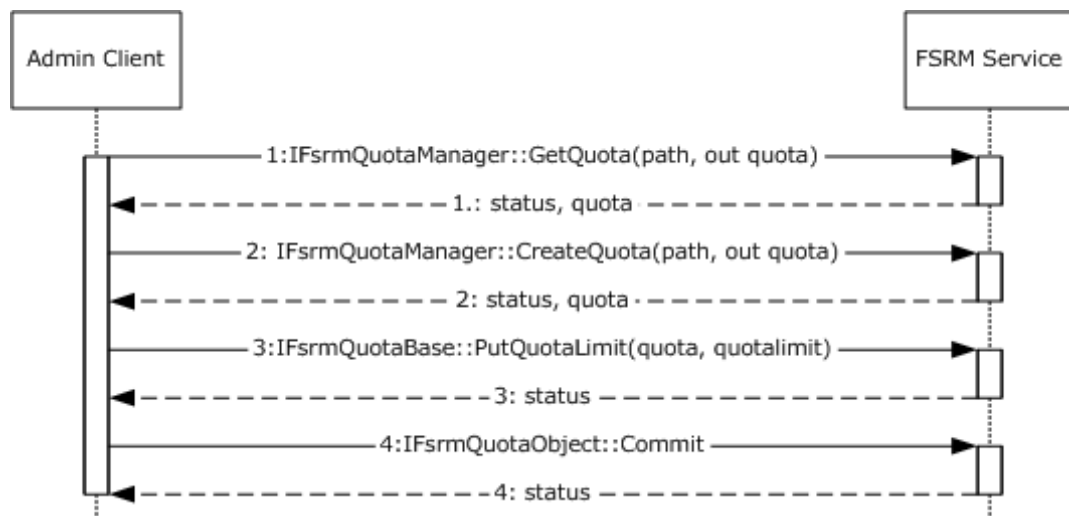 Admin Client
FSRM Service
1:IFsrmQuotaManager::GetQuota(path, out quota)
1.: status, quota
2: IFsrmQuotaManager::CreateQuota(path, out quota)
2: status, quota
3:IFsrmQuotaBase::PutQuotaLimit(quota, quotalimit)
3: status
4:IFsrmQuotaObject::Commit
4: status